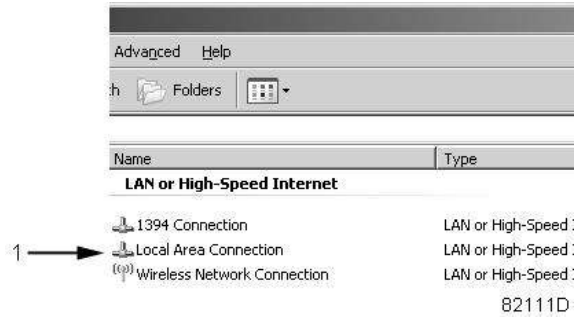 Advanced Help
h Folders
Name Type
LAN or High-Speed Internet
1394 Connection LAN or High-Speed
1 Local Area Connection LAN or High-Speed
Wireless Network Connection LAN or High-Speed
82111D